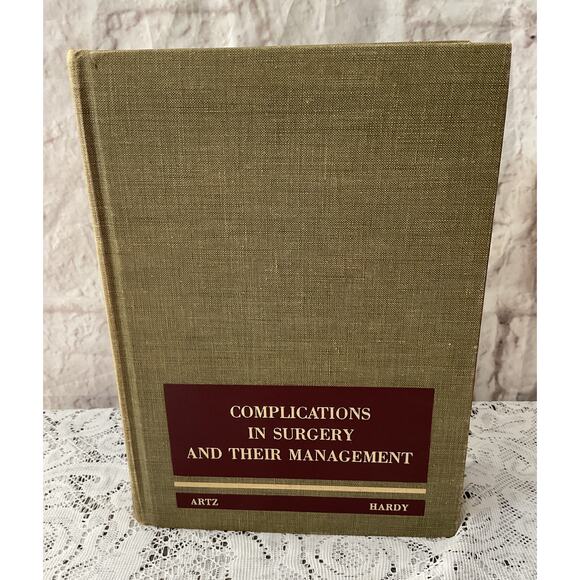 COMPLICATIONS
IN SURGERY
AND THEIR MANAGEMENT
ARTZ HARDY